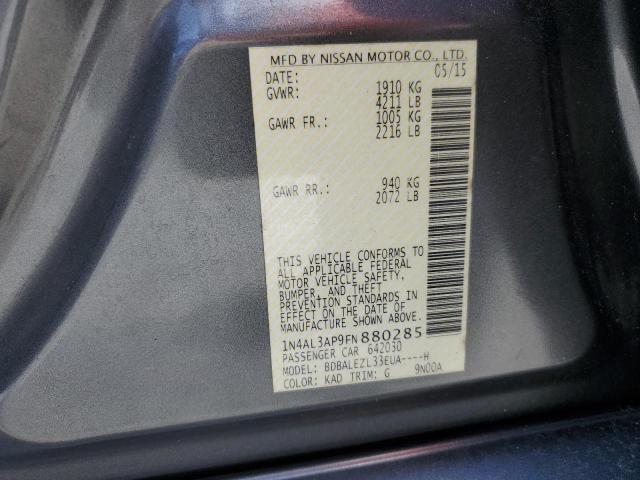 MFD BY NISSAN MOTOR CO., LTD.
DATE: 05/15
GVWR: 1910 KG
4211 LB
GAWR FR.: 1005 KG
2216 LB
GAWR RR.: 940 KG
2072 LB
THIS VEHICLE CONFORMS TO
ALL APPLICABLE FEDERAL
MOTOR VEHICLE SAFETY,
BUMPER, AND THEFT
PREVENTION STANDARDS IN
EFFECT ON THE DATE OF
MANUFACTURE SHOWN ABOVE.
1N4AL3AP9FN880285
PASSENGER CAR 642030
MODEL: BDBALEZL33EUA----H
COLOR: KAD TRIM: G 9N00A